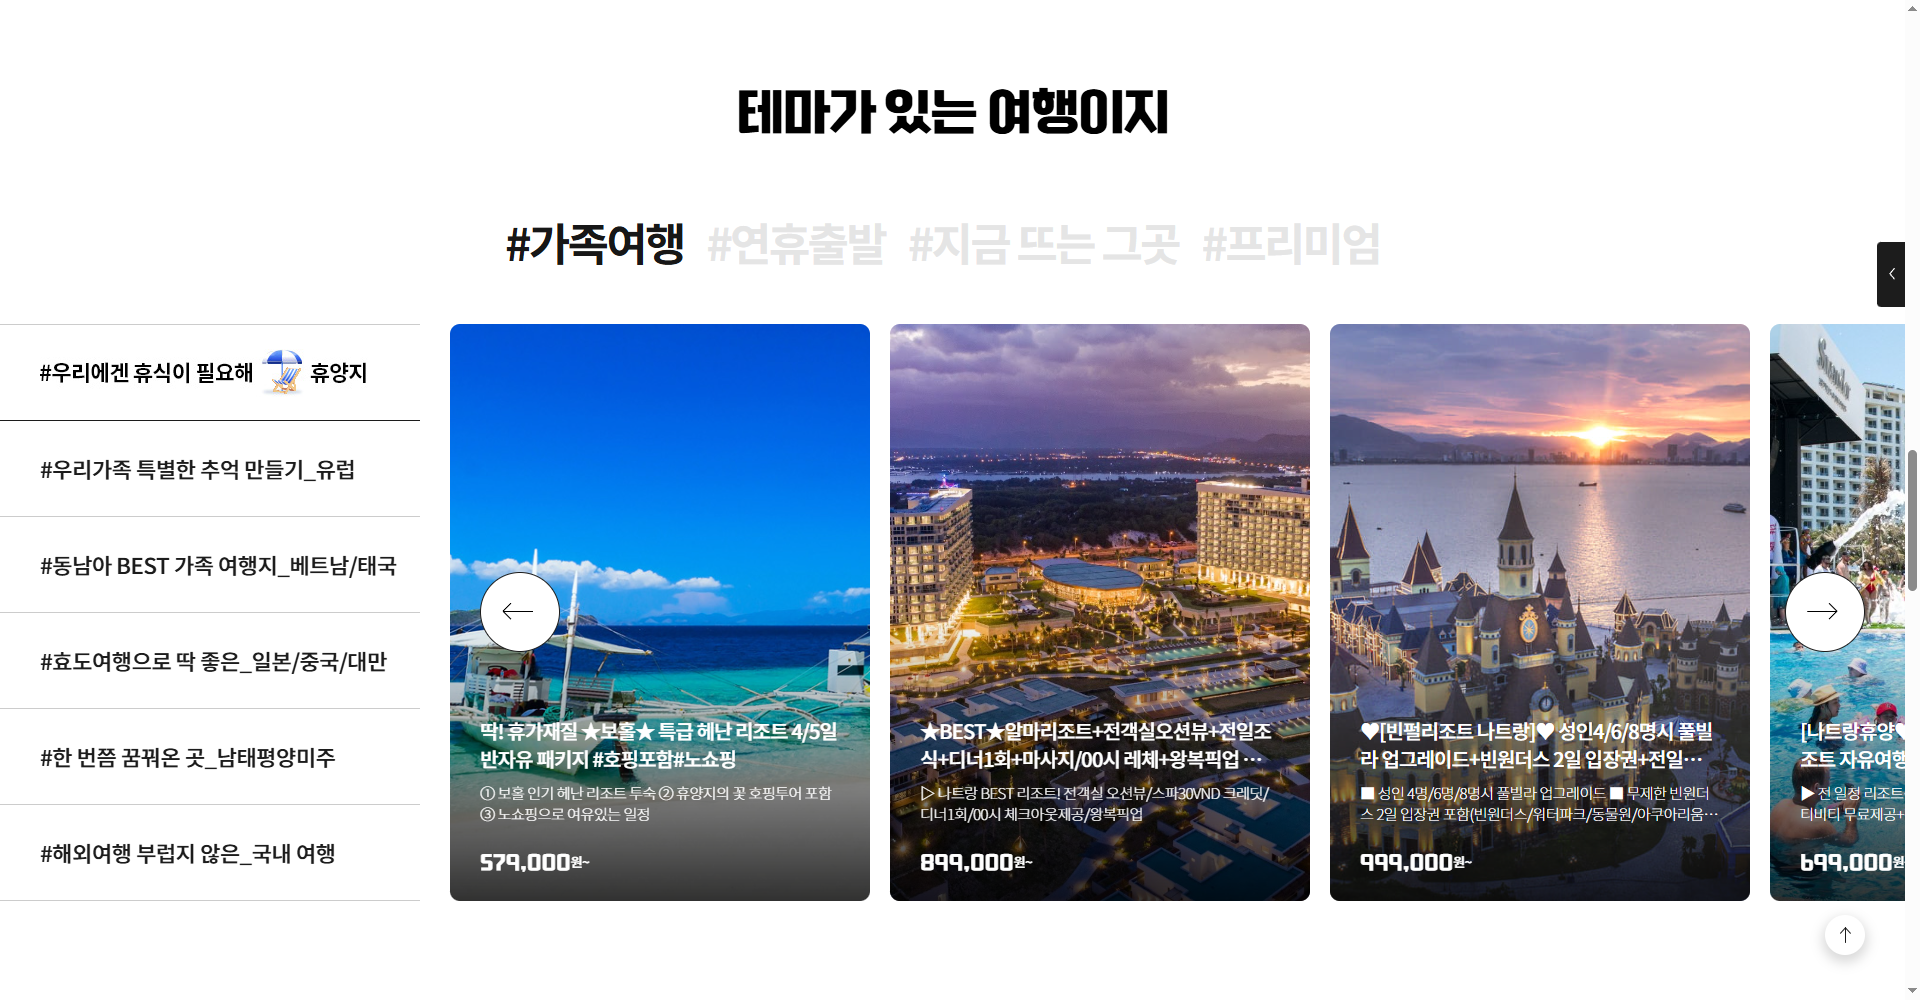 테마가 있는 여행이지
#가족여행 #연휴출발 #지금 뜨는 그곳 #프리미엄
#우리에겐 휴식이 필요해 휴양지
#우리가족 특별한 추억 만들기_유럽
#동남아 BEST 가족 여행지_베트남/태국
#효도여행으로 딱 좋은_일본/중국/대만
#한 번쯤 꿈꿔온 곳_남태평양미주
#해외여행 부럽지 않은_국내 여행
딱! 휴가재질 ★보홀★ 특급 헤난 리조트 4/5일
반자유 패키지 #호핑포함#노쇼핑
① 보홀 인기 헤난 리조트 투숙 ② 휴양지의 꽃 호핑투어 포함
③ 노쇼핑으로 여유있는 일정
579,000원~
★BEST★알마리조트+전객실오션뷰+전일조
식+디너1회+마사지/00시 레체+왕복픽업 …
▷ 나트랑 BEST 리조트! 전객실 오션뷰/스파30VND 크레딧/
디너1회/00시 체크아웃제공/왕복픽업
899,000원~
♥[빈펄리조트 나트랑]♥ 성인4/6/8명시 풀빌
라 업그레이드+빈원더스 2일 입장권+전일…
■ 성인 4명/6명/8명시 풀빌라 업그레이드 ■ 무제한 빈원더
스 2일 입장권 포함(빈원더스/워터파크/동물원/아쿠아리움…
999,000원~
[나트랑휴양♥
조트 자유여행
▶ 전 일정 리조트
티비티 무료제공+
699,000원